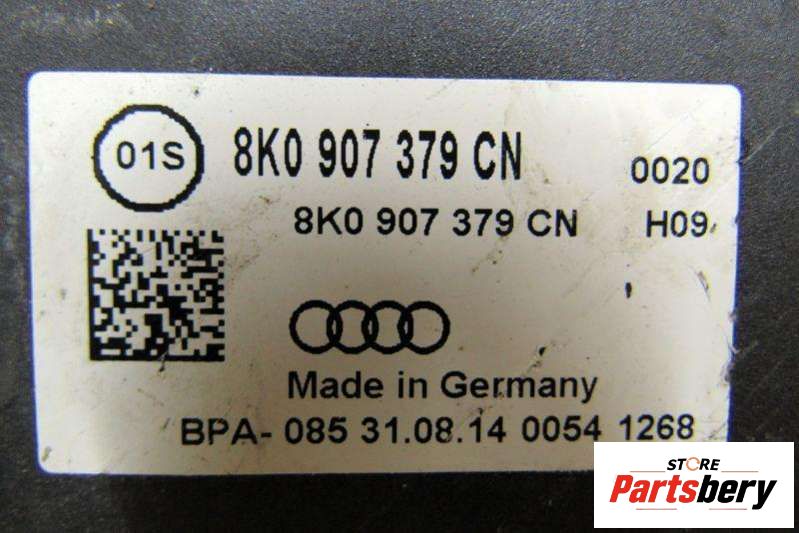 01S 8K0 907 379 CN 0020
8K0 907 379 CN H09
Made in Germany
BPA- 085 31.08.14 0054 1268
STORE
Partsbery